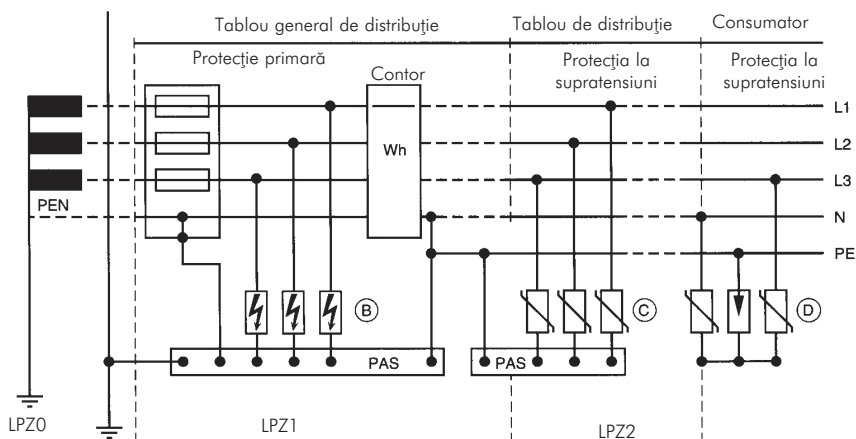 Tablou general de distribuţie
Tablou de distribuţie
Consumator
Protecţie primară
Contor
Protecţia la
supratensiuni
Protecţia la
supratensiuni
L1
Wh
L2
L3
PEN
N
PE
B
C
D
PAS
PAS
LPZ0
LPZ1
LPZ2